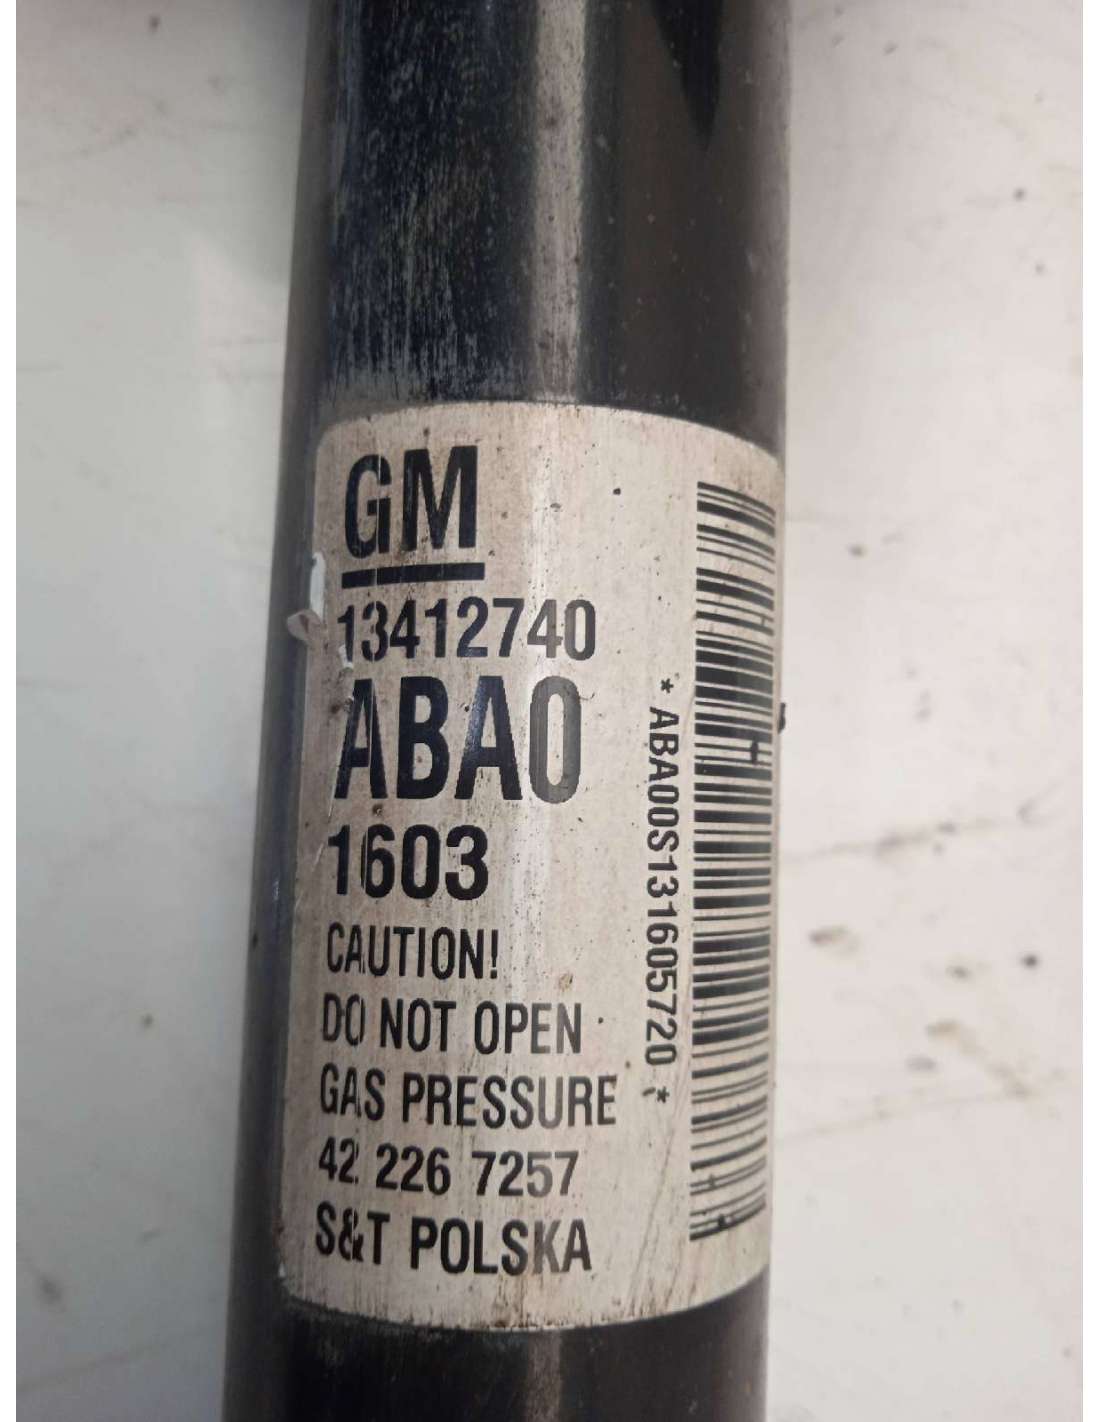 GM
13412740
ABA0
1603
CAUTION!
DO NOT OPEN
GAS PRESSURE
42 226 7257
S&T POLSKA
*ABA00S131605720*